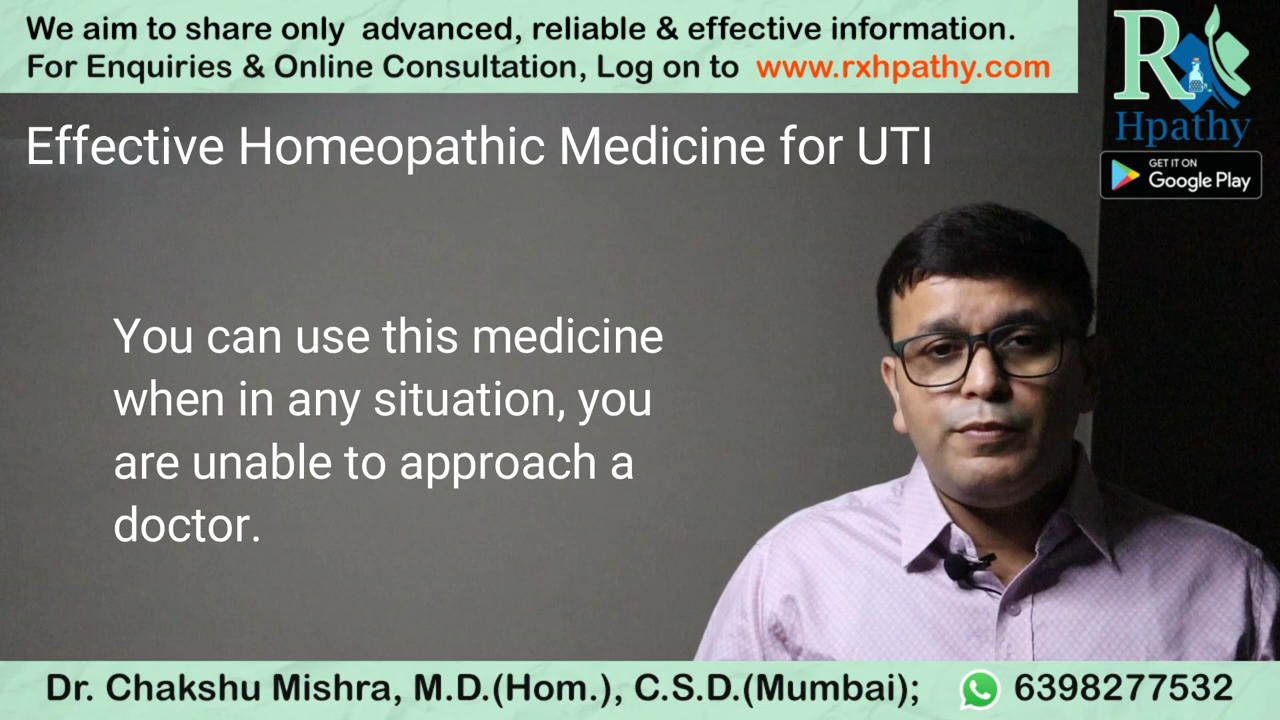 We aim to share only advanced, reliable & effective information.
For Enquiries & Online Consultation, Log on to www.rxhpathy.com
Rx
Hpathy
GET IT ON
Google Play
Effective Homeopathic Medicine for UTI
You can use this medicine
when in any situation, you
are unable to approach a
doctor.
Dr. Chakshu Mishra, M.D.(Hom.), C.S.D.(Mumbai);
6398277532